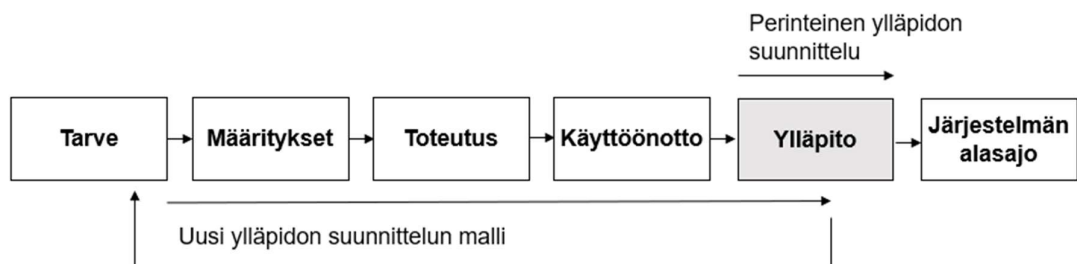 Perinteinen ylläpidon
suunnittelu
Tarve
Määritykset
Toteutus
Käyttöönotto
Ylläpito
Järjestelmän
alasajo
Uusi ylläpidon suunnittelun malli